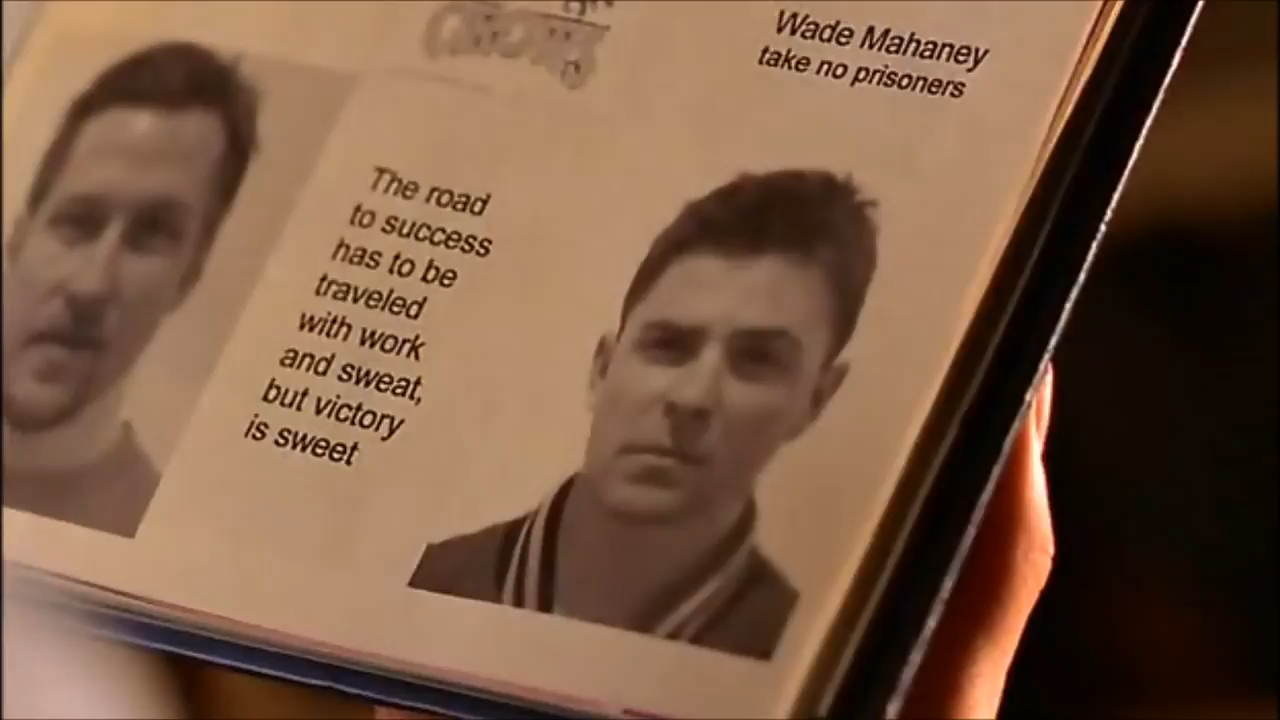 Wade Mahaney
take no prisoners
The road
to success
has to be
traveled
with work
and sweat,
but victory
is sweet